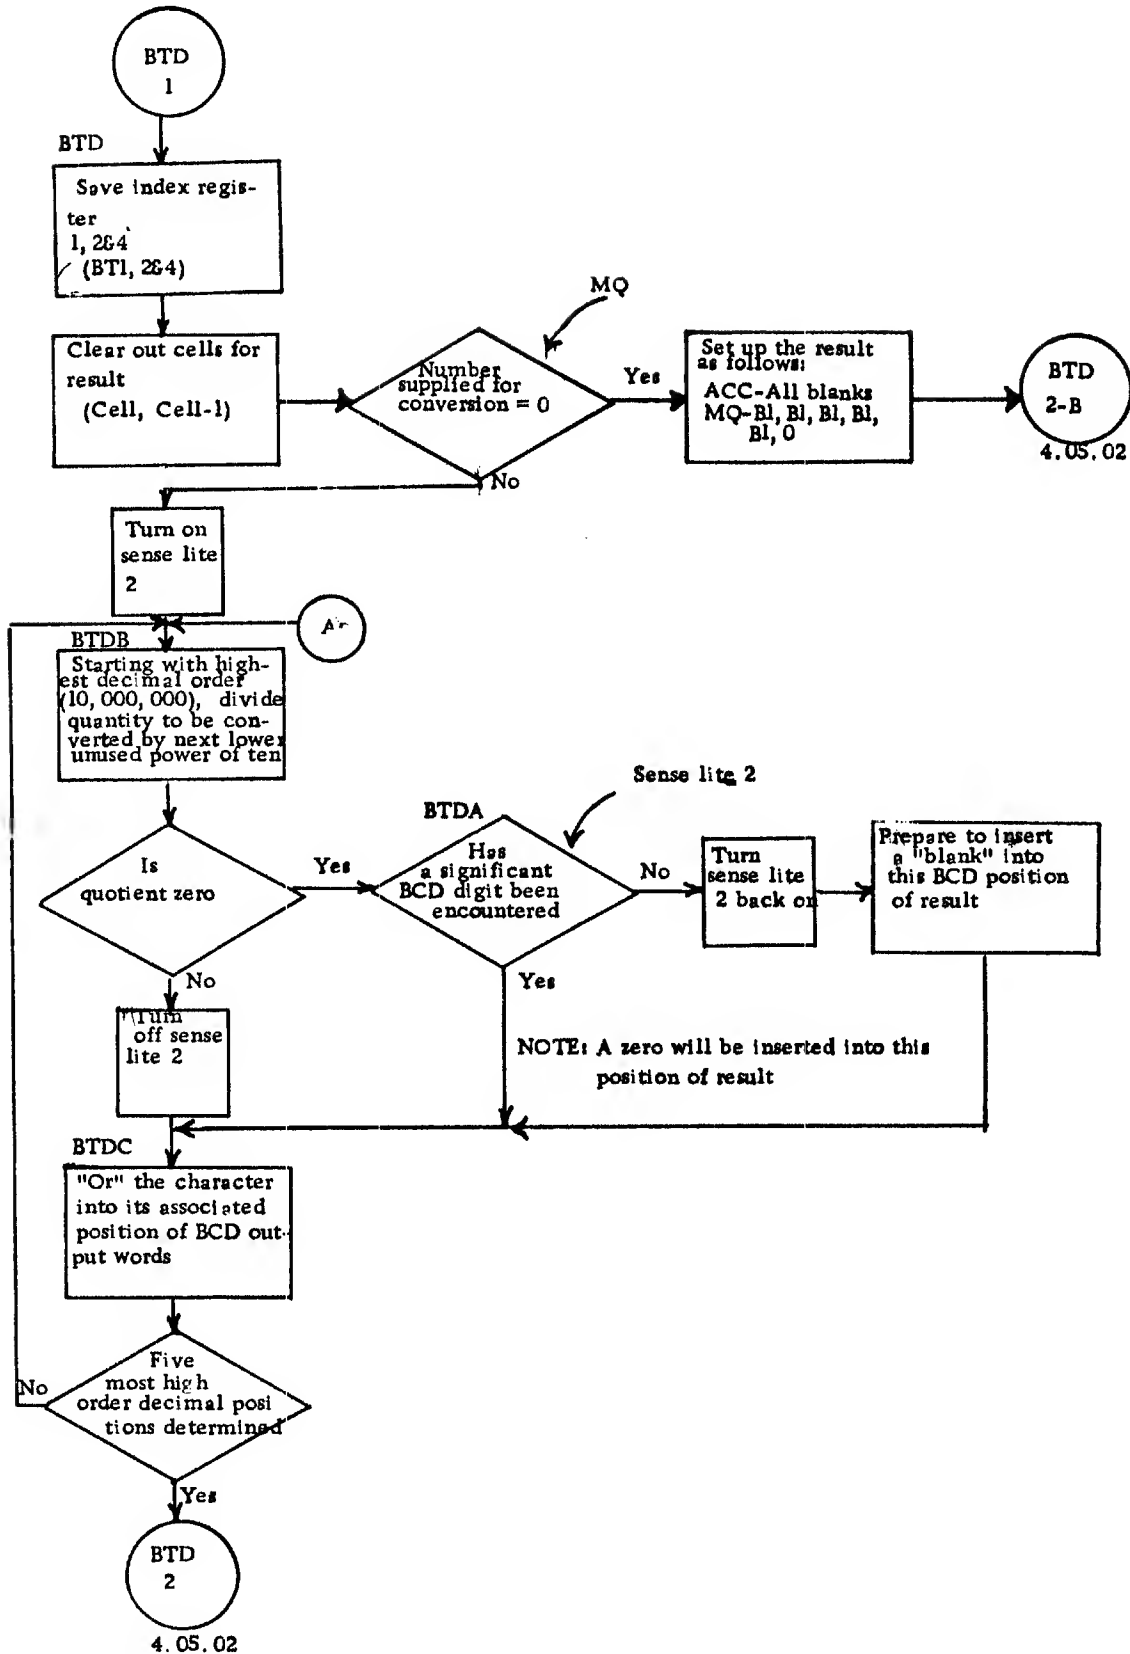 BTD
1
BTD
Save index regis-
ter
1, 2&4
(BT1, 2&4)
Clear out cells for
result
(Cell, Cell-1)
MQ
Number
supplied for
conversion = 0
Yes
Set up the result
as follows:
ACC-All blanks
MQ-Bl, Bl, Bl, Bl,
Bl, 0
BTD
2-B
4.05.02
No
Turn on
sense lite
2
A
BTDB
Starting with high-
est decimal order
(10,000,000), divide
quantity to be con-
verted by next lower
unused power of ten
Is
quotient zero
Yes
Sense lite 2
BTDA
Has
a significant
BCD digit been
encountered
No
Turn
sense lite
2 back on
Prepare to insert
a "blank" into
this BCD position
of result
No
Turn
off sense
lite 2
Yes
NOTE: A zero will be inserted into this
position of result
BTDC
"Or" the character
into its associated
position of BCD out-
put words
Five
most high
order decimal posi
tions determined
No
Yes
BTD
2
4.05.02